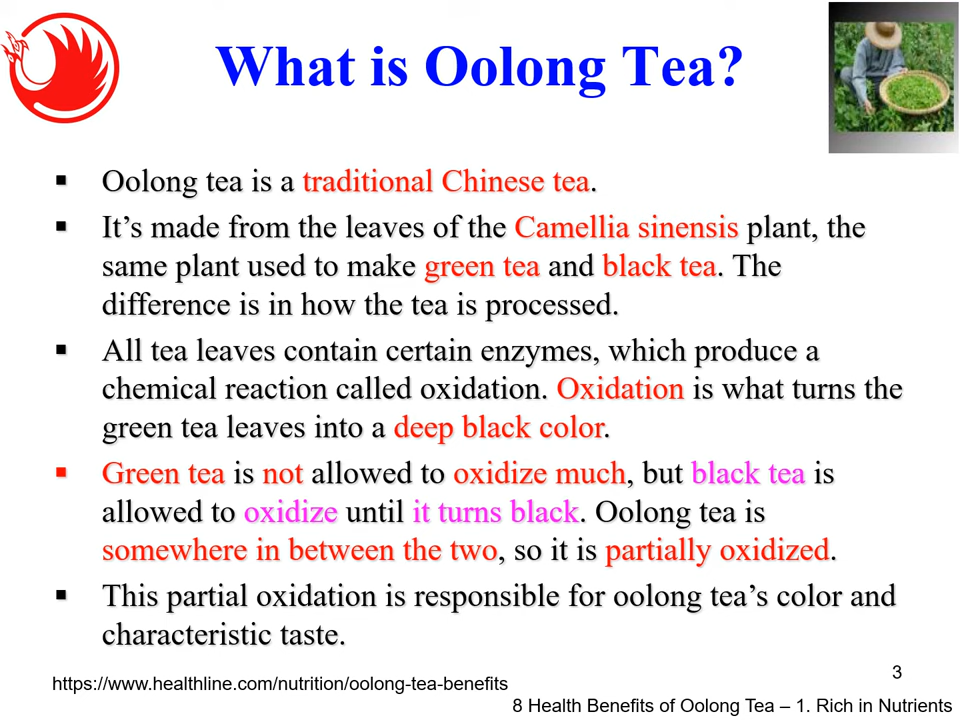 What is Oolong Tea?
▪ Oolong tea is a traditional Chinese tea.
▪ It’s made from the leaves of the Camellia sinensis plant, the
same plant used to make green tea and black tea. The
difference is in how the tea is processed.
▪ All tea leaves contain certain enzymes, which produce a
chemical reaction called oxidation. Oxidation is what turns the
green tea leaves into a deep black color.
▪ Green tea is not allowed to oxidize much, but black tea is
allowed to oxidize until it turns black. Oolong tea is
somewhere in between the two, so it is partially oxidized.
▪ This partial oxidation is responsible for oolong tea’s color and
characteristic taste.
3
https://www.healthline.com/nutrition/oolong-tea-benefits
8 Health Benefits of Oolong Tea – 1. Rich in Nutrients